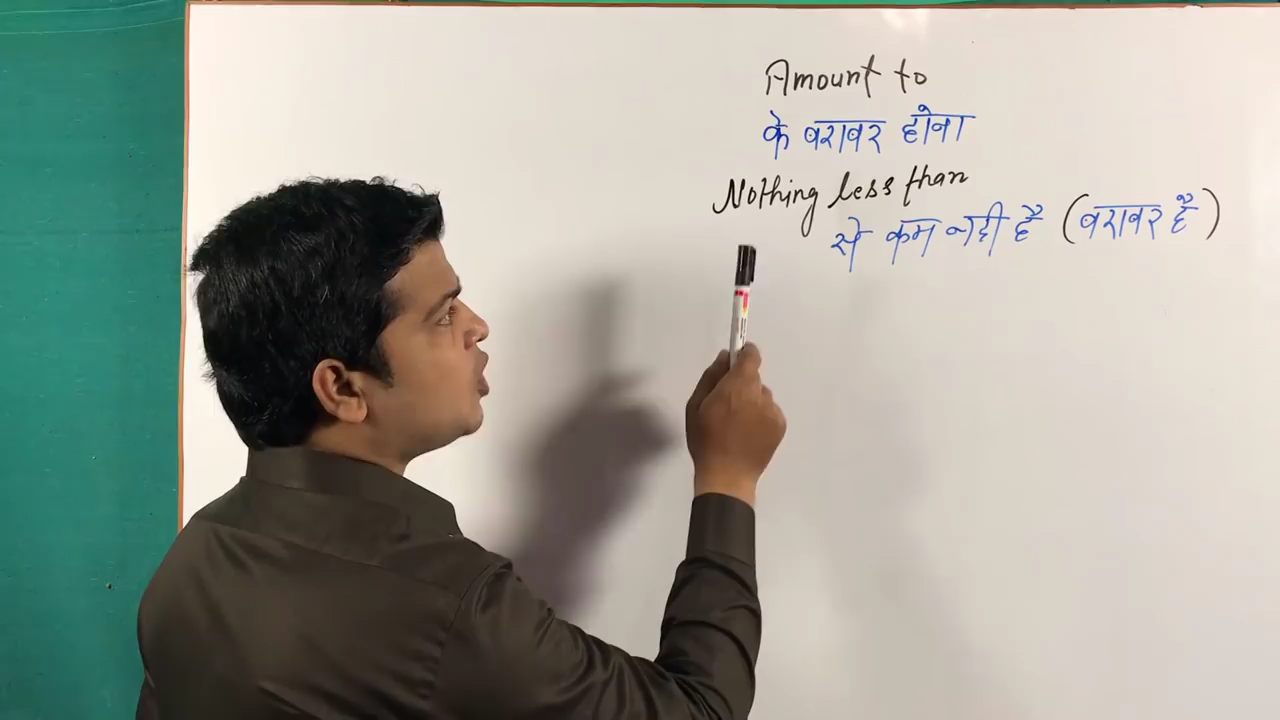 Amount to
के बराबर होना
Nothing less than
से कम नहीं है (बराबर है)